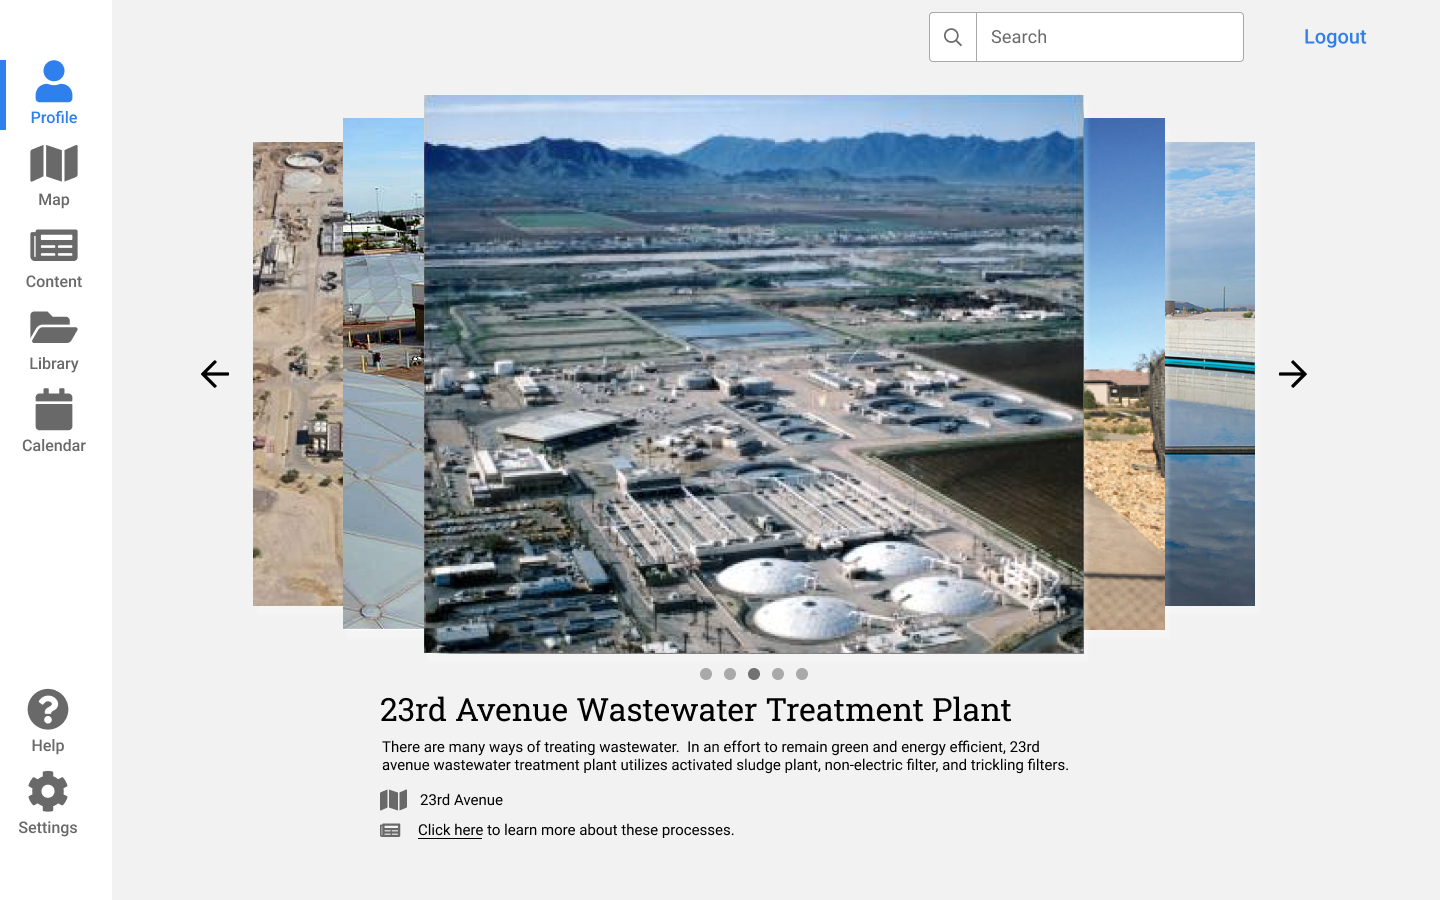 Search
Logout
Profile
Map
Content
Library
Calendar
Help
Settings
23rd Avenue Wastewater Treatment Plant
There are many ways of treating wastewater.  In an effort to remain green and energy efficient, 23rd
avenue wastewater treatment plant utilizes activated sludge plant, non-electric filter, and trickling filters.
23rd Avenue
Click here to learn more about these processes.